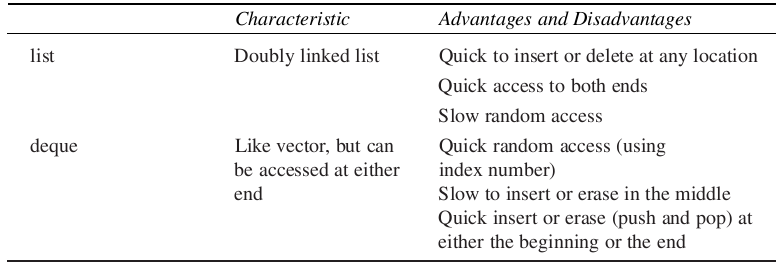 Characteristic Advantages and Disadvantages
list Doubly linked list Quick to insert or delete at any location
Quick access to both ends
Slow random access
deque Like vector, but can Quick random access (using
be accessed at either index number)
end Slow to insert or erase in the middle
Quick insert or erase (push and pop) at
either the beginning or the end